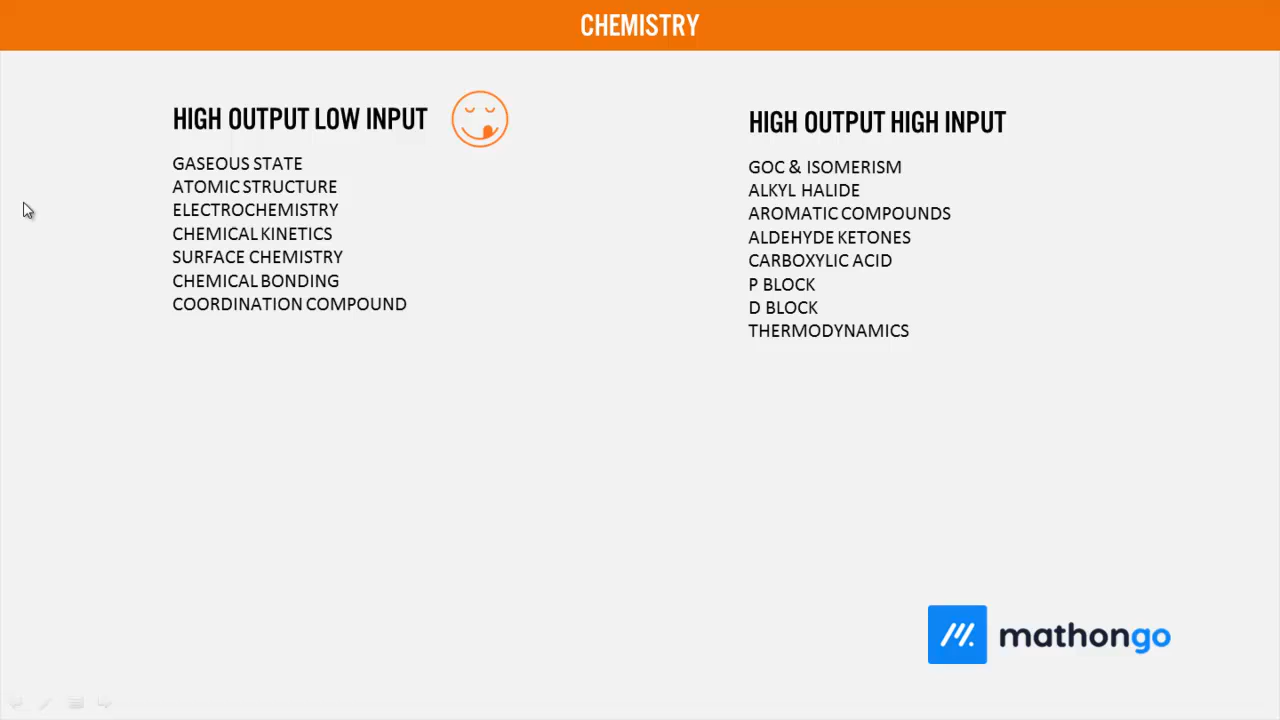 CHEMISTRY
HIGH OUTPUT LOW INPUT
GASEOUS STATE
ATOMIC STRUCTURE
ELECTROCHEMISTRY
CHEMICAL KINETICS
SURFACE CHEMISTRY
CHEMICAL BONDING
COORDINATION COMPOUND
HIGH OUTPUT HIGH INPUT
GOC & ISOMERISM
ALKYL HALIDE
AROMATIC COMPOUNDS
ALDEHYDE KETONES
CARBOXYLIC ACID
P BLOCK
D BLOCK
THERMODYNAMICS
mathongo